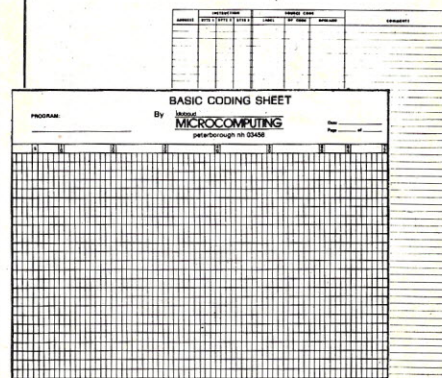 INSTRUCTION SOURCE CODE
ADDRESS BYTE 1 BYTE 2 BYTE 3 LABEL OP CODE OPERAND COMMENTS
BASIC CODING SHEET
PROGRAM: By kilobaud
MICROCOMPUTING
Date
peterborough nh 03458
Page of